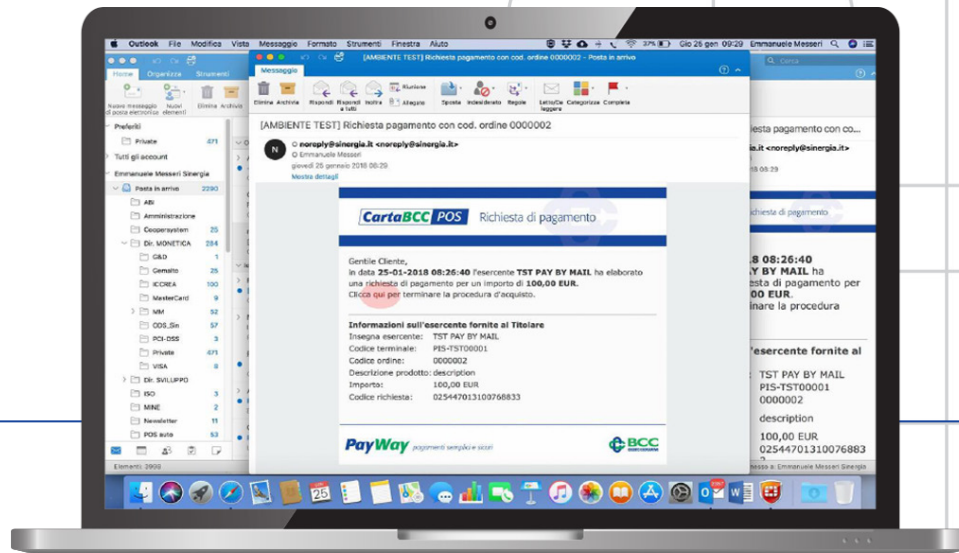 Outlook File Modifica Vista Messaggio Formato Strumenti Finestra Aiuto 37% Gio 25 gen 09:29 Emmanuele Messeri
[AMBIENTE TEST] Richiesta pagamento con cod. ordine 0000002 - Posta in arrivo
Cerca
Home Organizza Strumenti
Messaggio
Nuovo messaggio di posta elettronica
Nuovi elementi
Elimina Archivia
Elimina Archivia Rispondi Rispondi a tutti Inoltra Riunione Allegato Sposta Indesiderata Regole Letto/Da leggere Categorizza Completa
[AMBIENTE TEST] Richiesta pagamento con cod. ordine 0000002
noreply@sinergia.it <noreply@sinergia.it>
Emmanuele Messeri
giovedì 25 gennaio 2018 08:29
Mostra dettagli
N
Preferiti
Private 471
Tutti gli account
Emmanuele Messeri Sinergia
Posta in arrivo 2290
ABI
Amministrazione
Coopersystem 25
Dir. MONETICA 284
G&D 1
Gemalto 25
ICCREA 100
MasterCard 9
MM 52
ODS_Sin 57
PCI-DSS 3
Private 471
VISA 6
Dir. SVILUPPO
ISO 3
MINE 2
Newsletter 11
POS auto 53
Elementi: 2908
CartaBCC POS Richiesta di pagamento
Gentile Cliente,
in data 25-01-2018 08:26:40 l'esercente TST PAY BY MAIL ha elaborato
una richiesta di pagamento per un importo di 100,00 EUR.
Clicca qui per terminare la procedura d'acquisto.
Informazioni sull'esercente fornite al Titolare
Insegna esercente: TST PAY BY MAIL
Codice terminale: PIS-TST00001
Codice ordine: 0000002
Descrizione prodotto: description
Importo: 100,00 EUR
Codice richiesta: 025447013100768833
PayWay pagamenti semplici e sicuri
BCC
CREDITO COOPERATIVO
iesta pagamento con co...
ia.it <noreply@sinergia.it>
18 08:29
chiesta di pagamento
.8 08:26:40
Y BY MAIL ha
esta di pagamento per
00 EUR.
inare la procedura
'esercente fornite al
TST PAY BY MAIL
PIS-TST00001
0000002
description
100,00 EUR
02544701310076883
nesso a: Emmanuele Messeri Sinergia
25